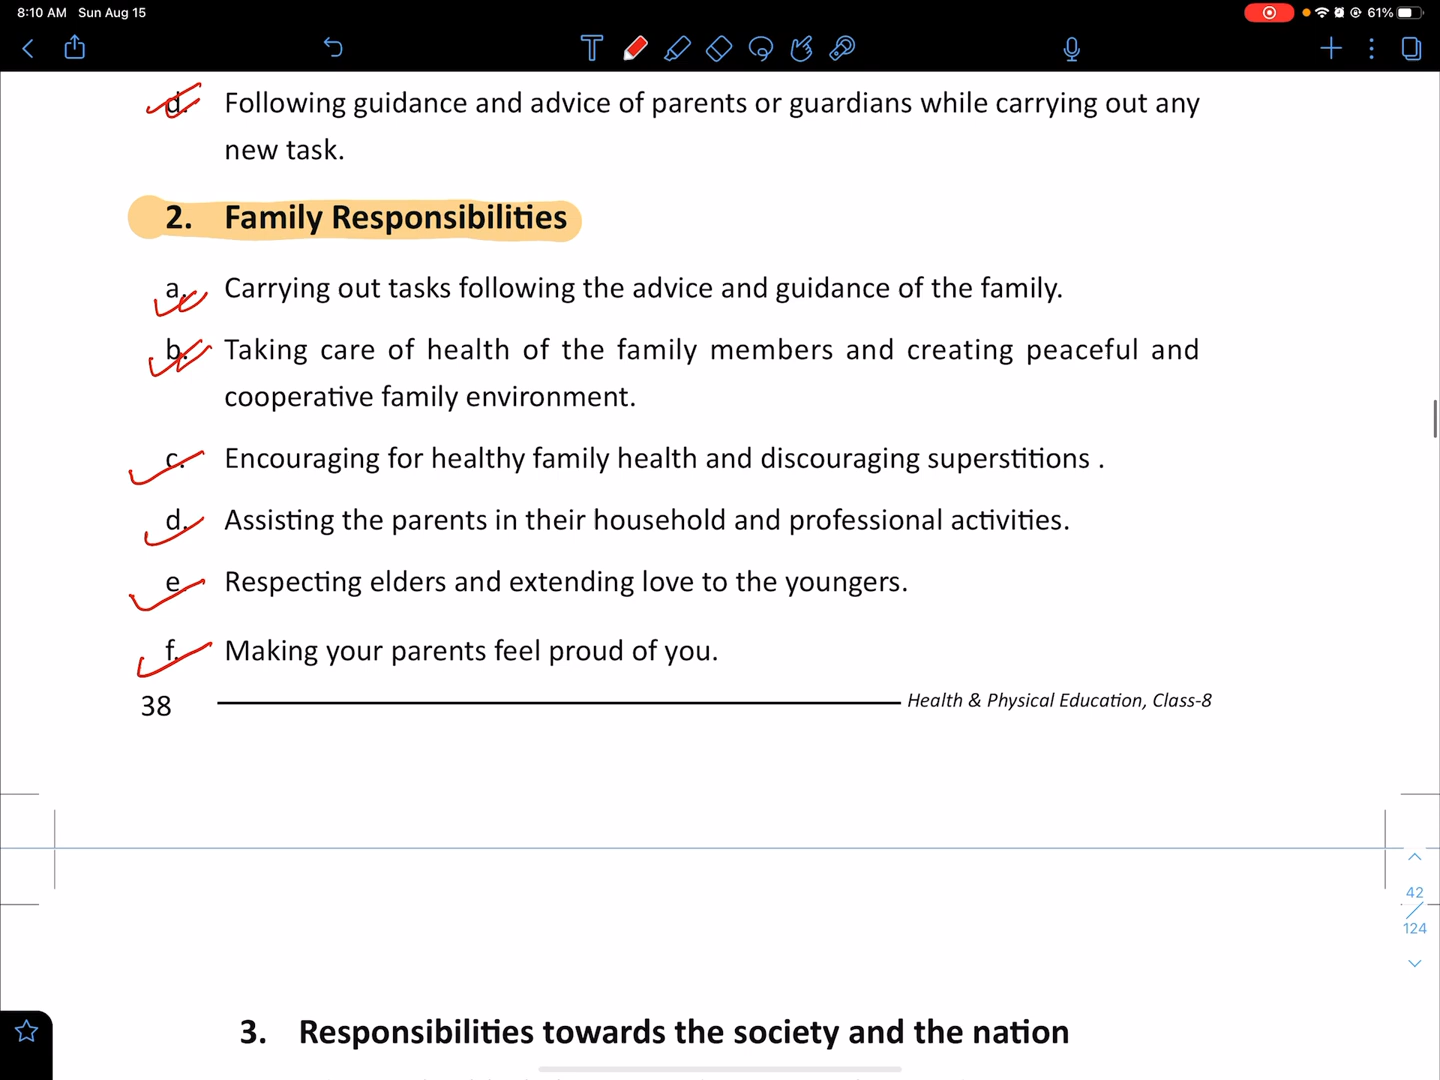 8:10 AM Sun Aug 15
61%
d. Following guidance and advice of parents or guardians while carrying out any
new task.
2. Family Responsibilities
a. Carrying out tasks following the advice and guidance of the family.
b. Taking care of health of the family members and creating peaceful and
cooperative family environment.
c. Encouraging for healthy family health and discouraging superstitions .
d. Assisting the parents in their household and professional activities.
e. Respecting elders and extending love to the youngers.
f. Making your parents feel proud of you.
38
Health & Physical Education, Class-8
42
124
3. Responsibilities towards the society and the nation